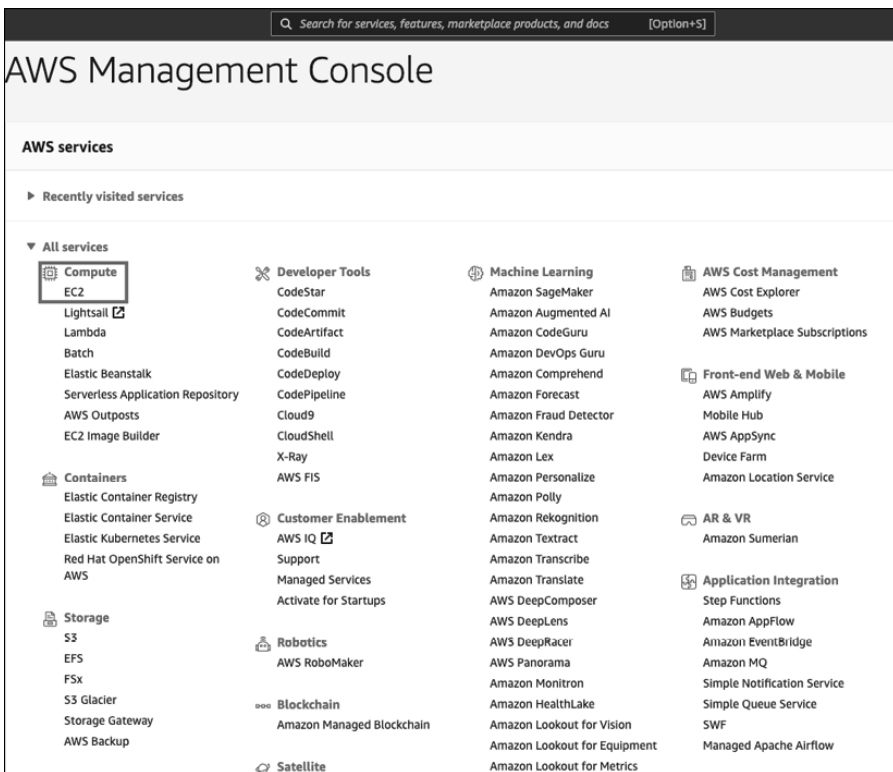 Search for services, features, marketplace products, and docs [Option+S]
AWS Management Console
AWS services
Recently visited services
All services
Compute
EC2
Lightsail
Lambda
Batch
Elastic Beanstalk
Serverless Application Repository
AWS Outposts
EC2 Image Builder
Containers
Elastic Container Registry
Elastic Container Service
Elastic Kubernetes Service
Red Hat OpenShift Service on
AWS
Storage
S3
EFS
FSx
S3 Glacier
Storage Gateway
AWS Backup
Developer Tools
CodeStar
CodeCommit
CodeArtifact
CodeBuild
CodeDeploy
CodePipeline
Cloud9
CloudShell
X-Ray
AWS FIS
Customer Enablement
AWS IQ
Support
Managed Services
Activate for Startups
Robotics
AWS RoboMaker
Blockchain
Amazon Managed Blockchain
Satellite
Machine Learning
Amazon SageMaker
Amazon Augmented AI
Amazon CodeGuru
Amazon DevOps Guru
Amazon Comprehend
Amazon Forecast
Amazon Fraud Detector
Amazon Kendra
Amazon Lex
Amazon Personalize
Amazon Polly
Amazon Rekognition
Amazon Textract
Amazon Transcribe
Amazon Translate
AWS DeepComposer
AWS DeepLens
AWS DeepRacer
AWS Panorama
Amazon Monitron
Amazon HealthLake
Amazon Lookout for Vision
Amazon Lookout for Equipment
Amazon Lookout for Metrics
AWS Cost Management
AWS Cost Explorer
AWS Budgets
AWS Marketplace Subscriptions
Front-end Web & Mobile
AWS Amplify
Mobile Hub
AWS AppSync
Device Farm
Amazon Location Service
AR & VR
Amazon Sumerian
Application Integration
Step Functions
Amazon AppFlow
Amazon EventBridge
Amazon MQ
Simple Notification Service
Simple Queue Service
SWF
Managed Apache Airflow